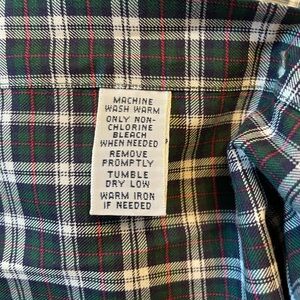 MACHINE
WASH WARM
ONLY NON-
CHLORINE
BLEACH
WHEN NEEDED
REMOVE
PROMPTLY
TUMBLE
DRY LOW
WARM IRON
IF NEEDED